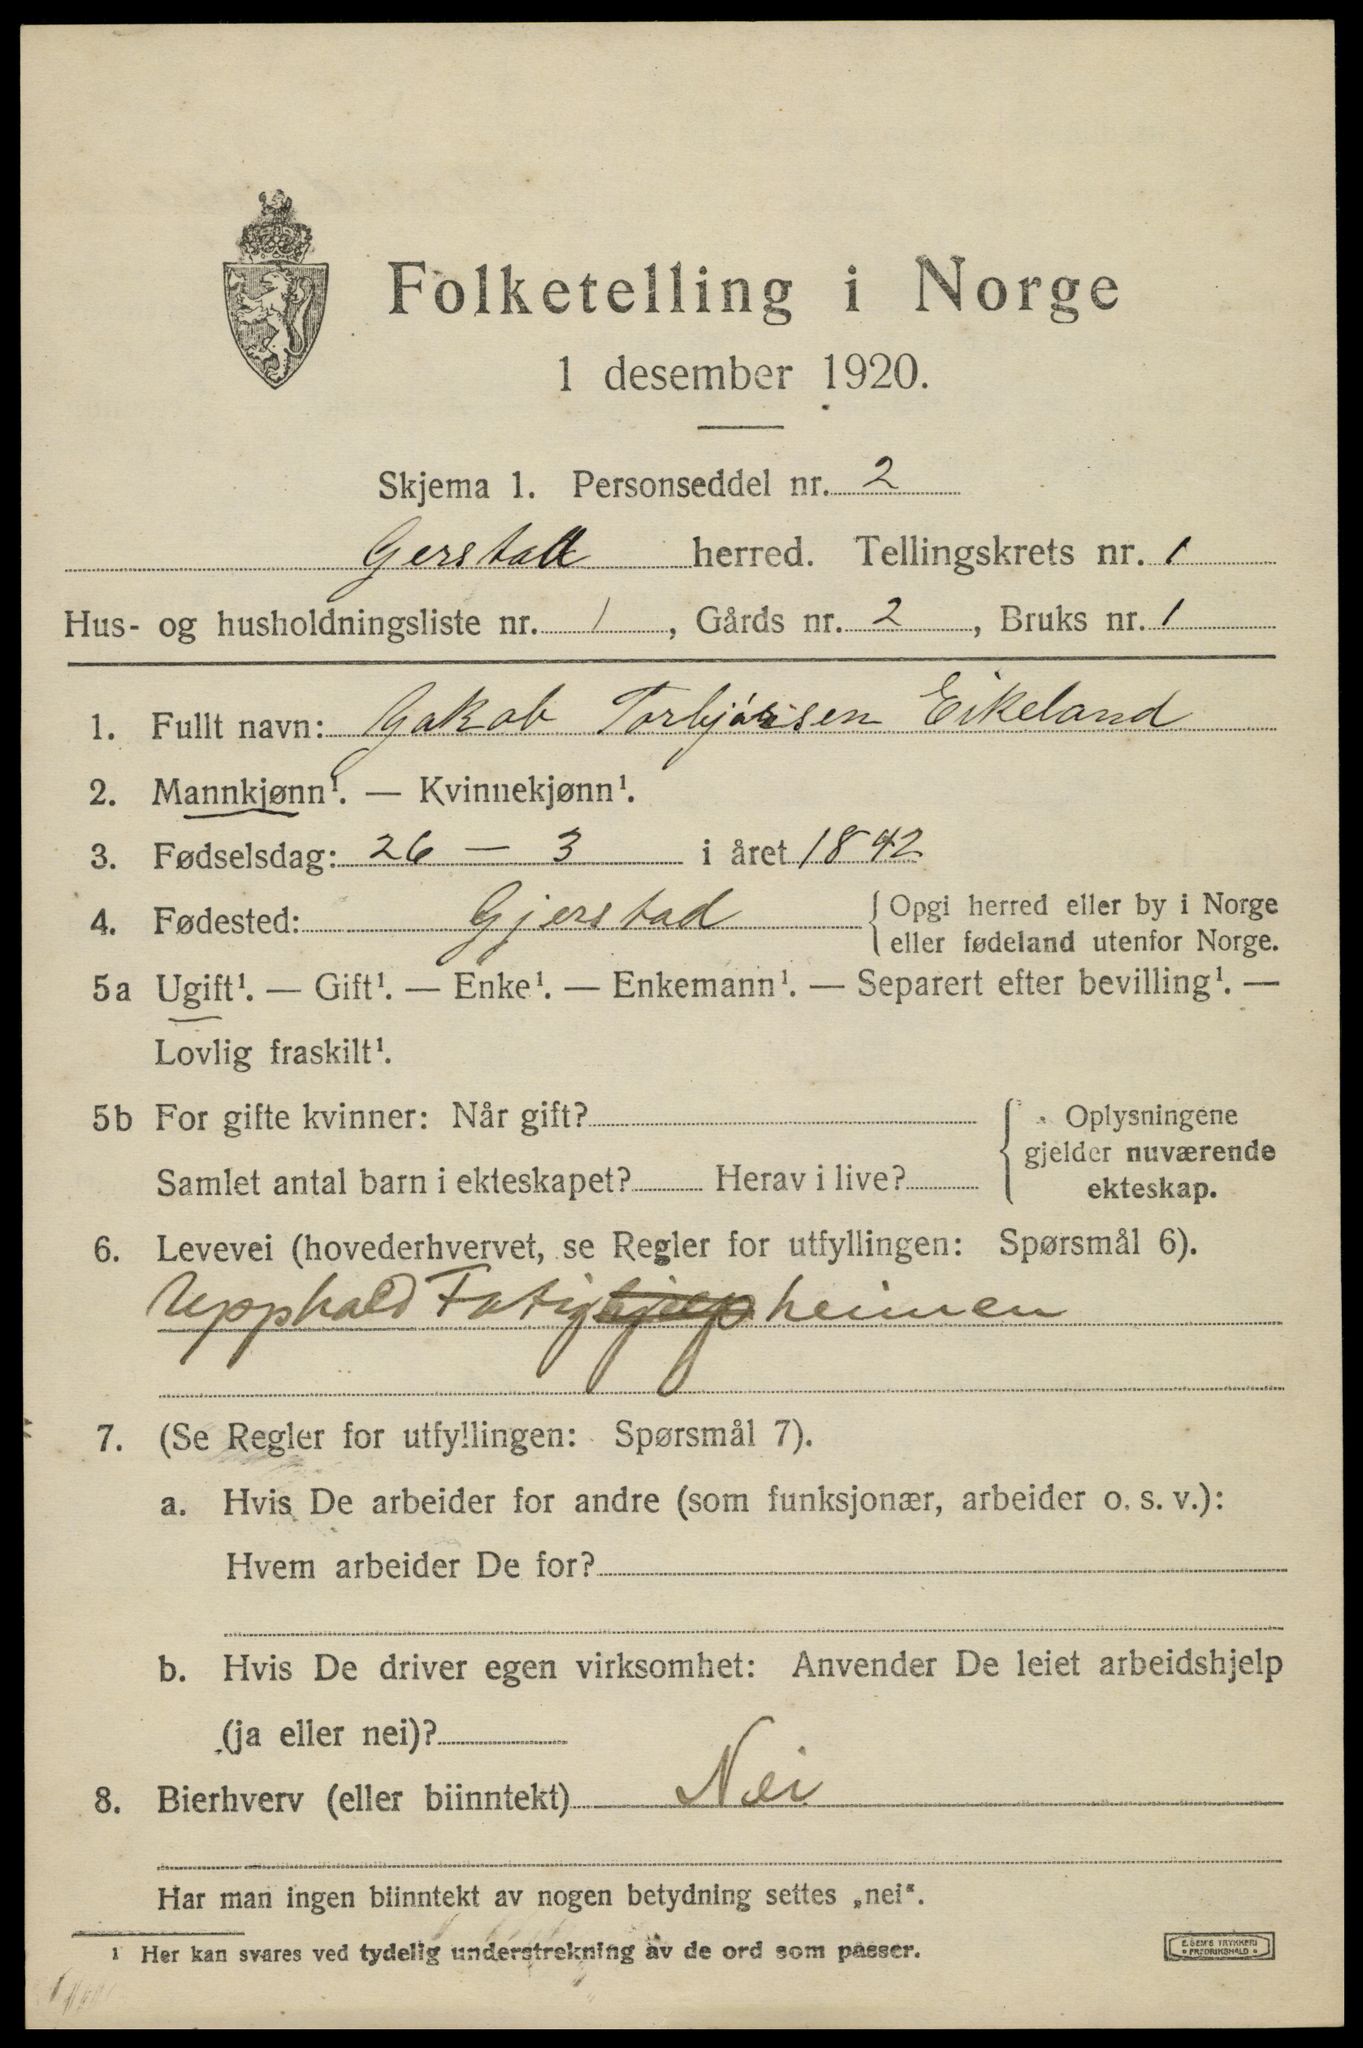 Folketelling i Norge
1 desember 1920.
Skjema 1. Personseddel nr. 2
Gerstad herred. Tellingskrets nr. 1
Hus- og husholdningsliste nr. 1, Gårds nr. 2, Bruks nr. 1
1. Fullt navn: Jakob Torbjørnsen Eikeland
2. Mannkjønn¹. — Kvinnekjønn¹.
3. Fødselsdag: 26 — 3 i året 1842
4. Fødested: Gjerstad {Opgi herred eller by i Norge
eller fødeland utenfor Norge.
5a Ugift¹. — Gift¹. — Enke¹. — Enkemann¹. — Separert efter bevilling¹. —
Lovlig fraskilt¹.
5b For gifte kvinner: Når gift? { Oplysningene
gjelder nuværende
Samlet antal barn i ekteskapet? Herav i live?
ekteskap.
6. Levevei (hovederhvervet, se Regler for utfyllingen: Spørsmål 6).
Upphald Fatig heimen
7. (Se Regler for utfyllingen: Spørsmål 7).
a. Hvis De arbeider for andre (som funksjonær, arbeider o. s. v.):
Hvem arbeider De for?
b. Hvis De driver egen virksomhet: Anvender De leiet arbeidshjelp
(ja eller nei)?
8. Bierhverv (eller biinntekt) Nei
Har man ingen biinntekt av nogen betydning settes „nei“.
¹ Her kan svares ved tydelig understrekning av de ord som passer.
E. SEM'S TRYKKERI
FREDRIKSHALD